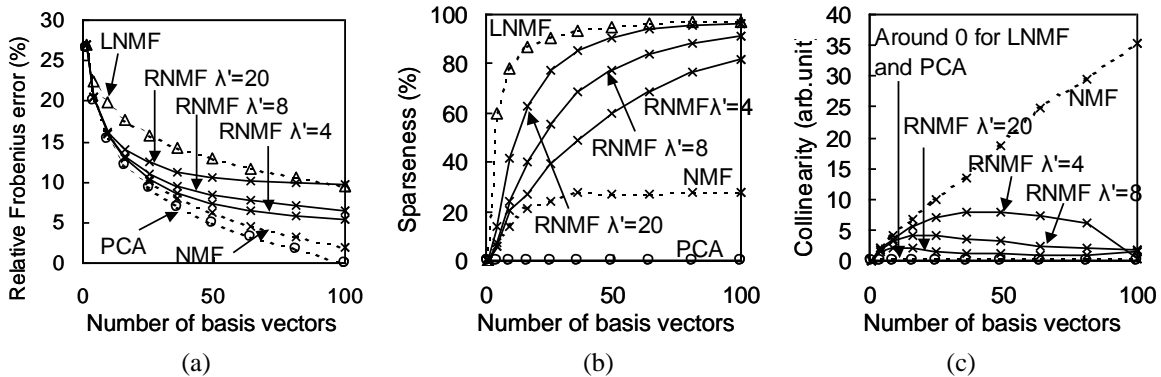 Relative Frobenius error (%)
30
25
20
15
10
5
0
LNMF
RNMF λ'=20
RNMF λ'=8
RNMF λ'=4
PCA
NMF
0
50
100
Number of basis vectors
(a)
Sparseness (%)
100
80
60
40
20
0
LNMF
RNMFλ'=4
RNMF λ'=8
NMF
RNMF λ'=20
PCA
0
50
100
Number of basis vectors
(b)
Collinearity (arb.unit)
40
35
30
25
20
15
10
5
0
Around 0 for LNMF
and PCA
NMF
RNMF λ'=20
RNMF λ'=4
RNMF λ'=8
0
50
100
Number of basis vectors
(c)